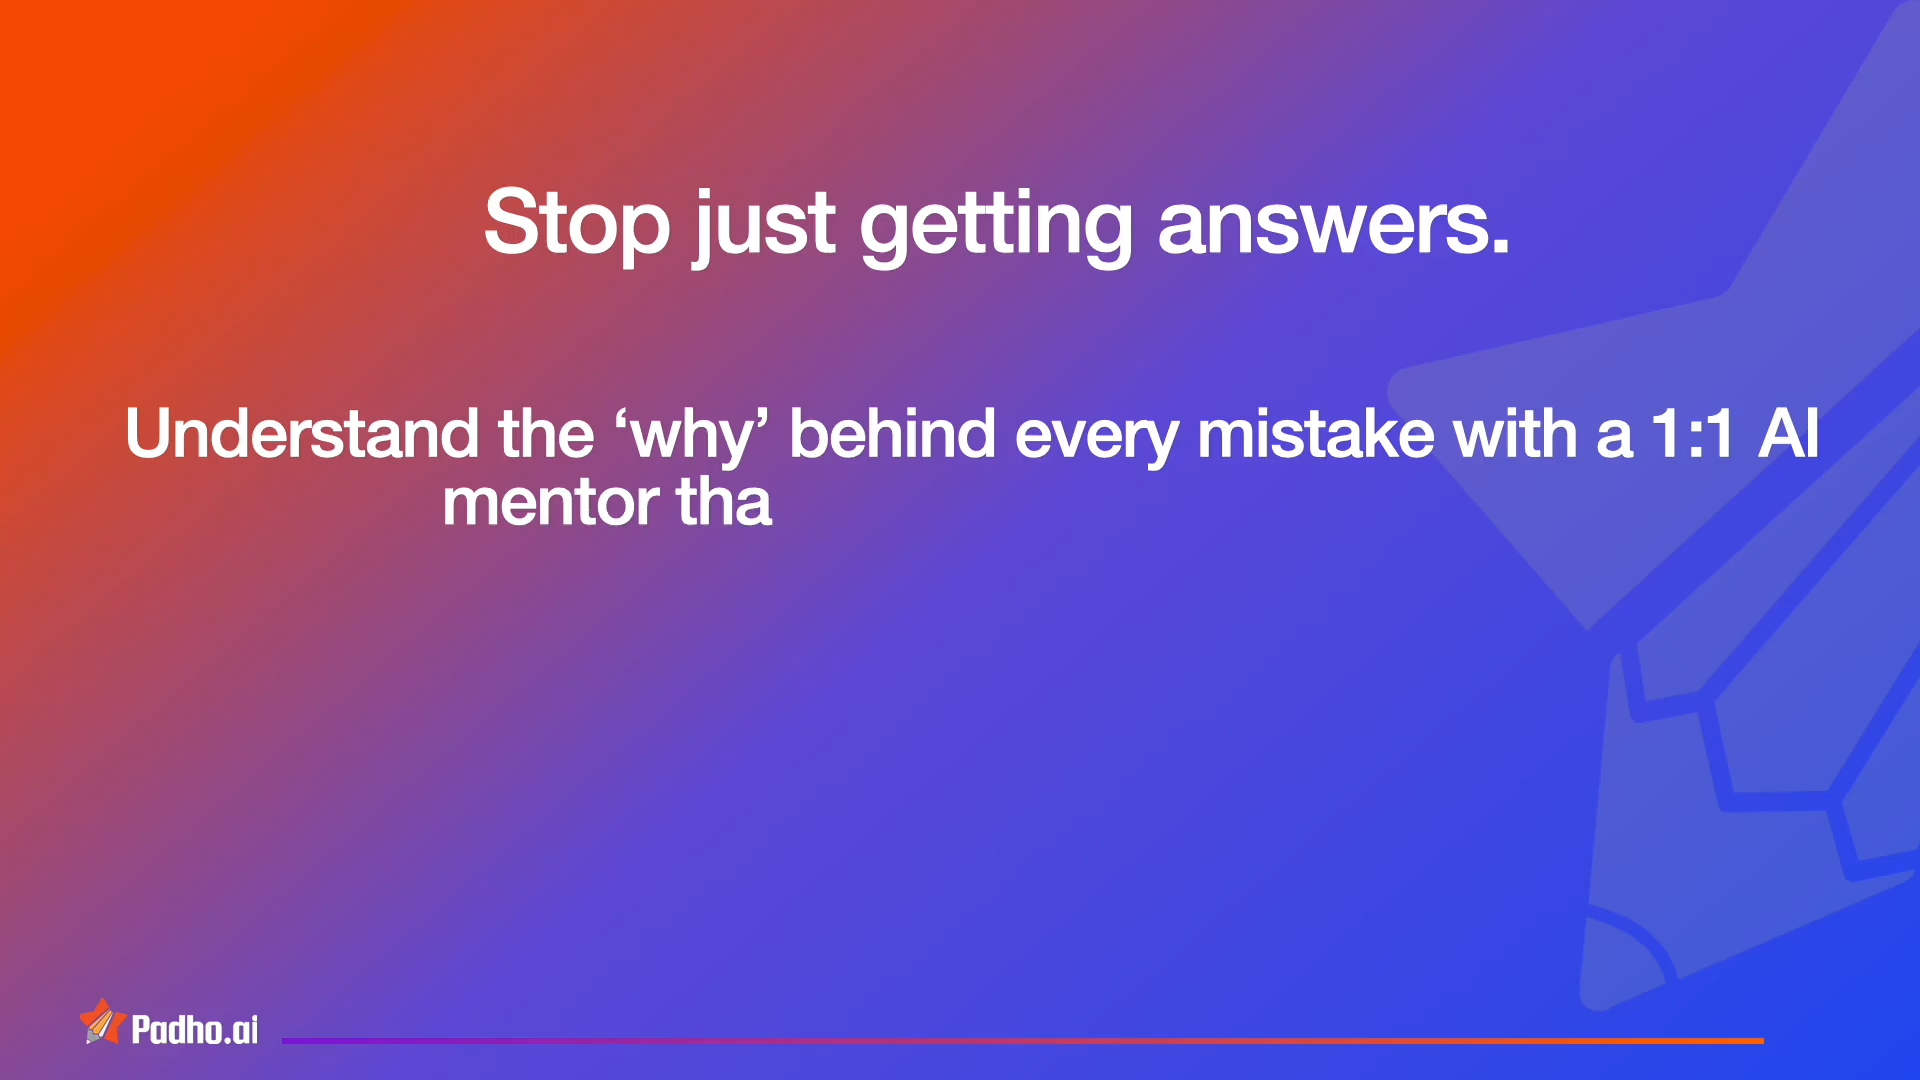 Stop just getting answers.
Understand the ‘why’ behind every mistake with a 1:1 AI
mentor tha
Padho.ai